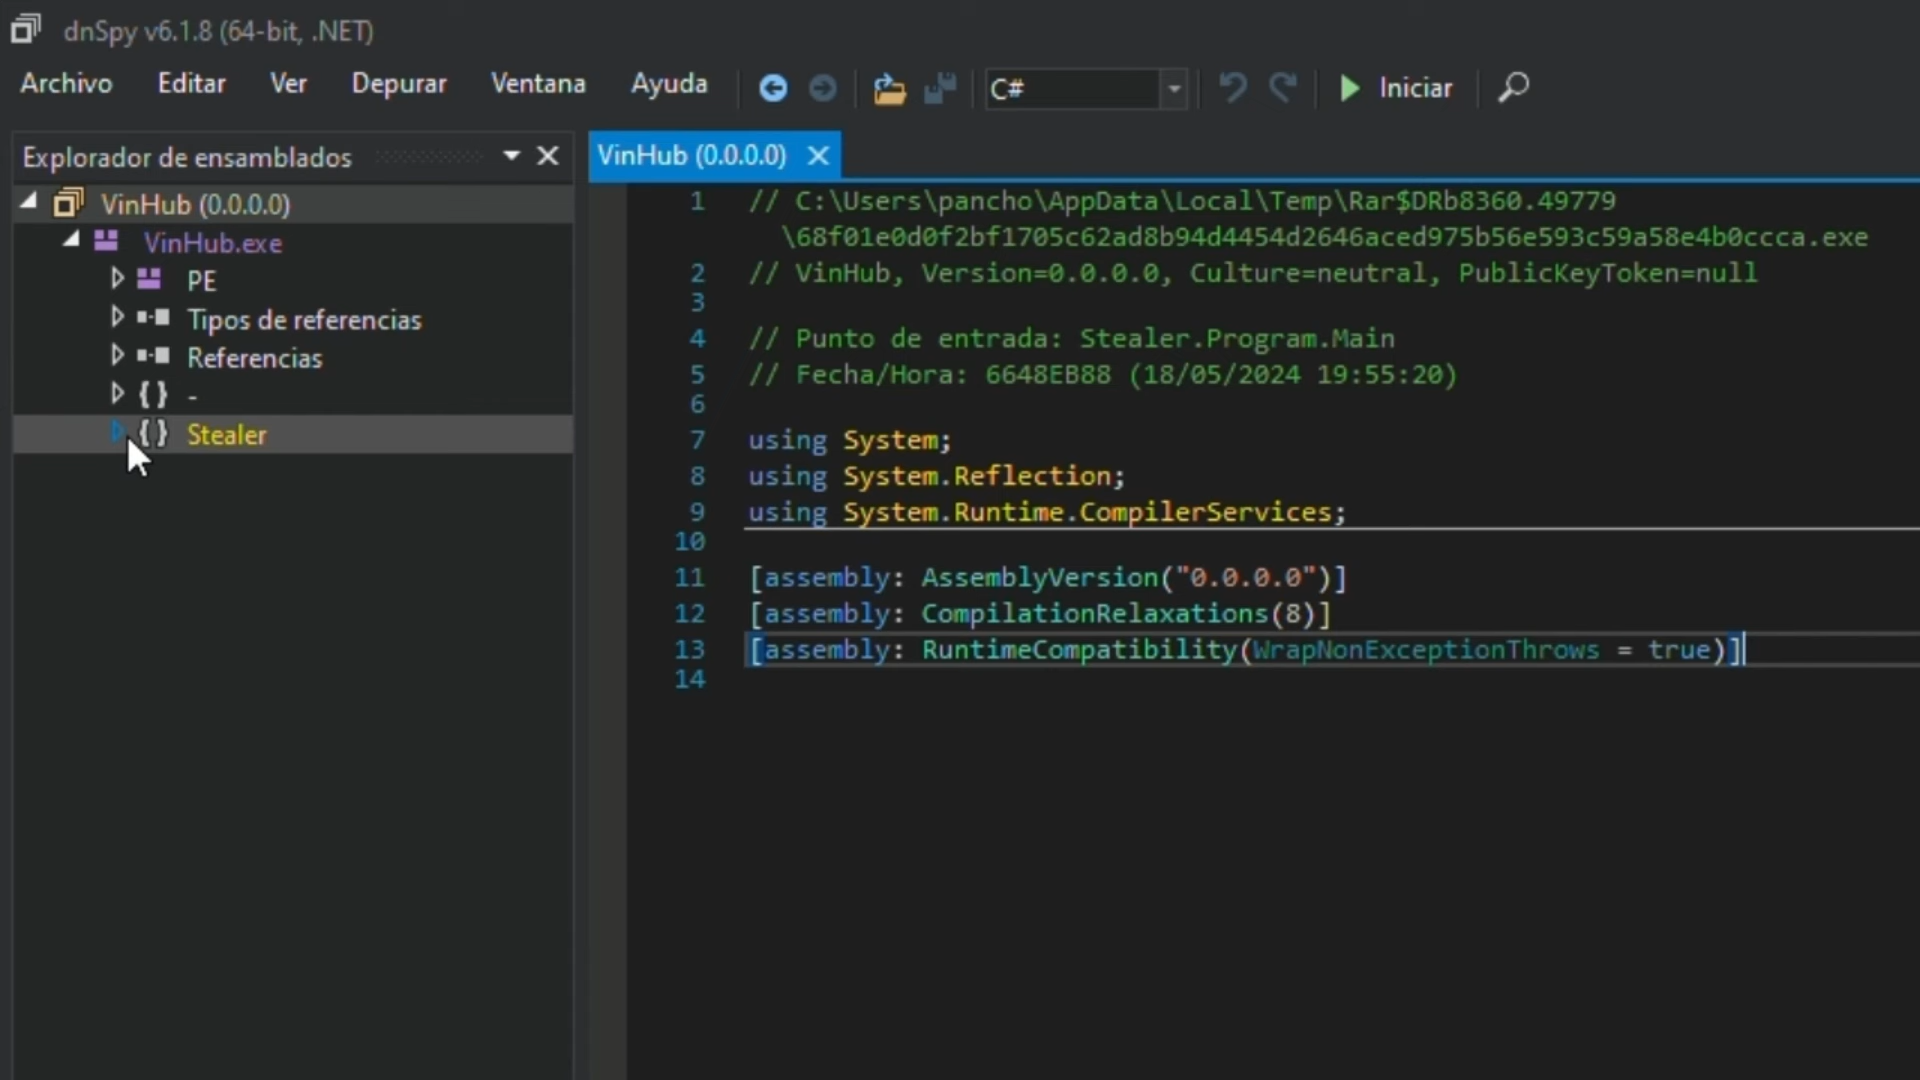 dnSpy v6.1.8 (64-bit, .NET)
Archivo Editar Ver Depurar Ventana Ayuda C# Iniciar
Explorador de ensamblados
VinHub (0.0.0.0)
VinHub.exe
PE
Tipos de referencias
Referencias
{ } -
{ } Stealer
VinHub (0.0.0.0)
1 // C:\Users\pancho\AppData\Local\Temp\Rar$DRb8360.49779
\68f01e0d0f2bf1705c62ad8b94d4454d2646aced975b56e593c59a58e4b0ccca.exe
2 // VinHub, Version=0.0.0.0, Culture=neutral, PublicKeyToken=null
3
4 // Punto de entrada: Stealer.Program.Main
5 // Fecha/Hora: 6648EB88 (18/05/2024 19:55:20)
6
7 using System;
8 using System.Reflection;
9 using System.Runtime.CompilerServices;
10
11 [assembly: AssemblyVersion("0.0.0.0")]
12 [assembly: CompilationRelaxations(8)]
13 [assembly: RuntimeCompatibility(WrapNonExceptionThrows = true)]
14